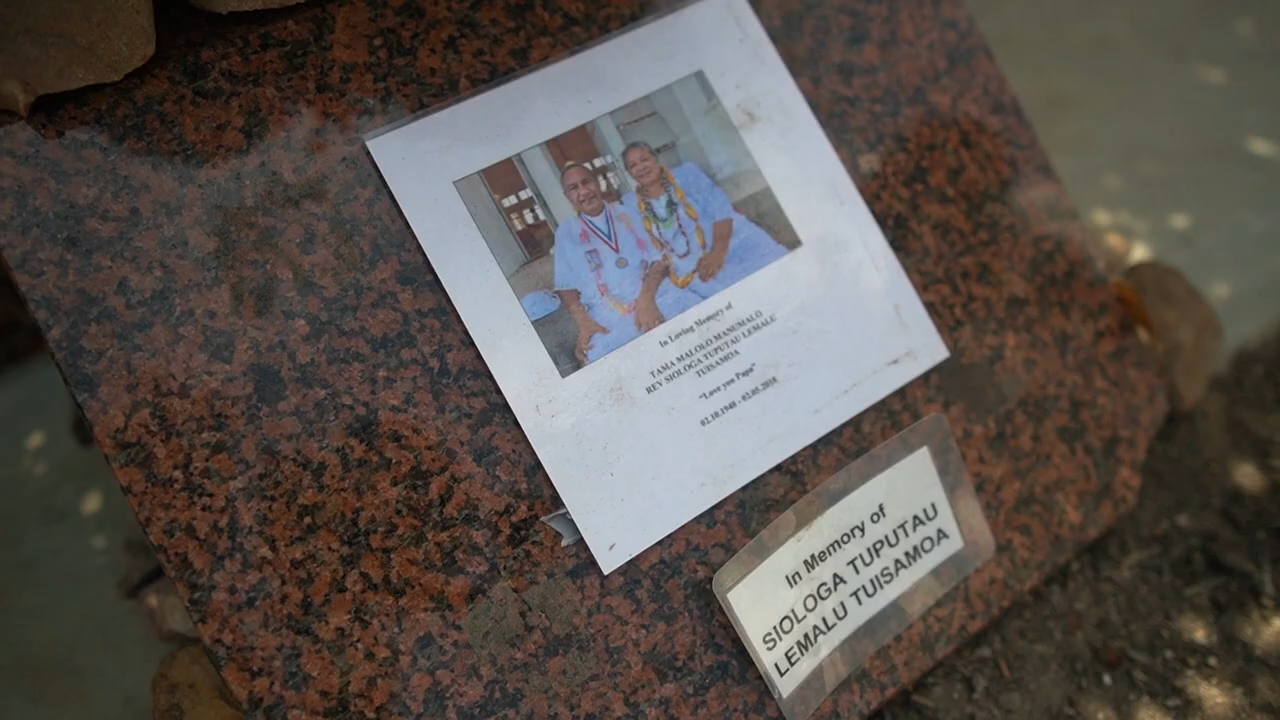 In Loving Memory of
TAMA MALOLO MANUMALO
REV SIOLOGA TUPUTAU LEMALU
TUISAMOA
"Love you Papa"
02.10.1948 - 02.05.2018
In Memory of
SIOLOGA TUPUTAU
LEMALU TUISAMOA